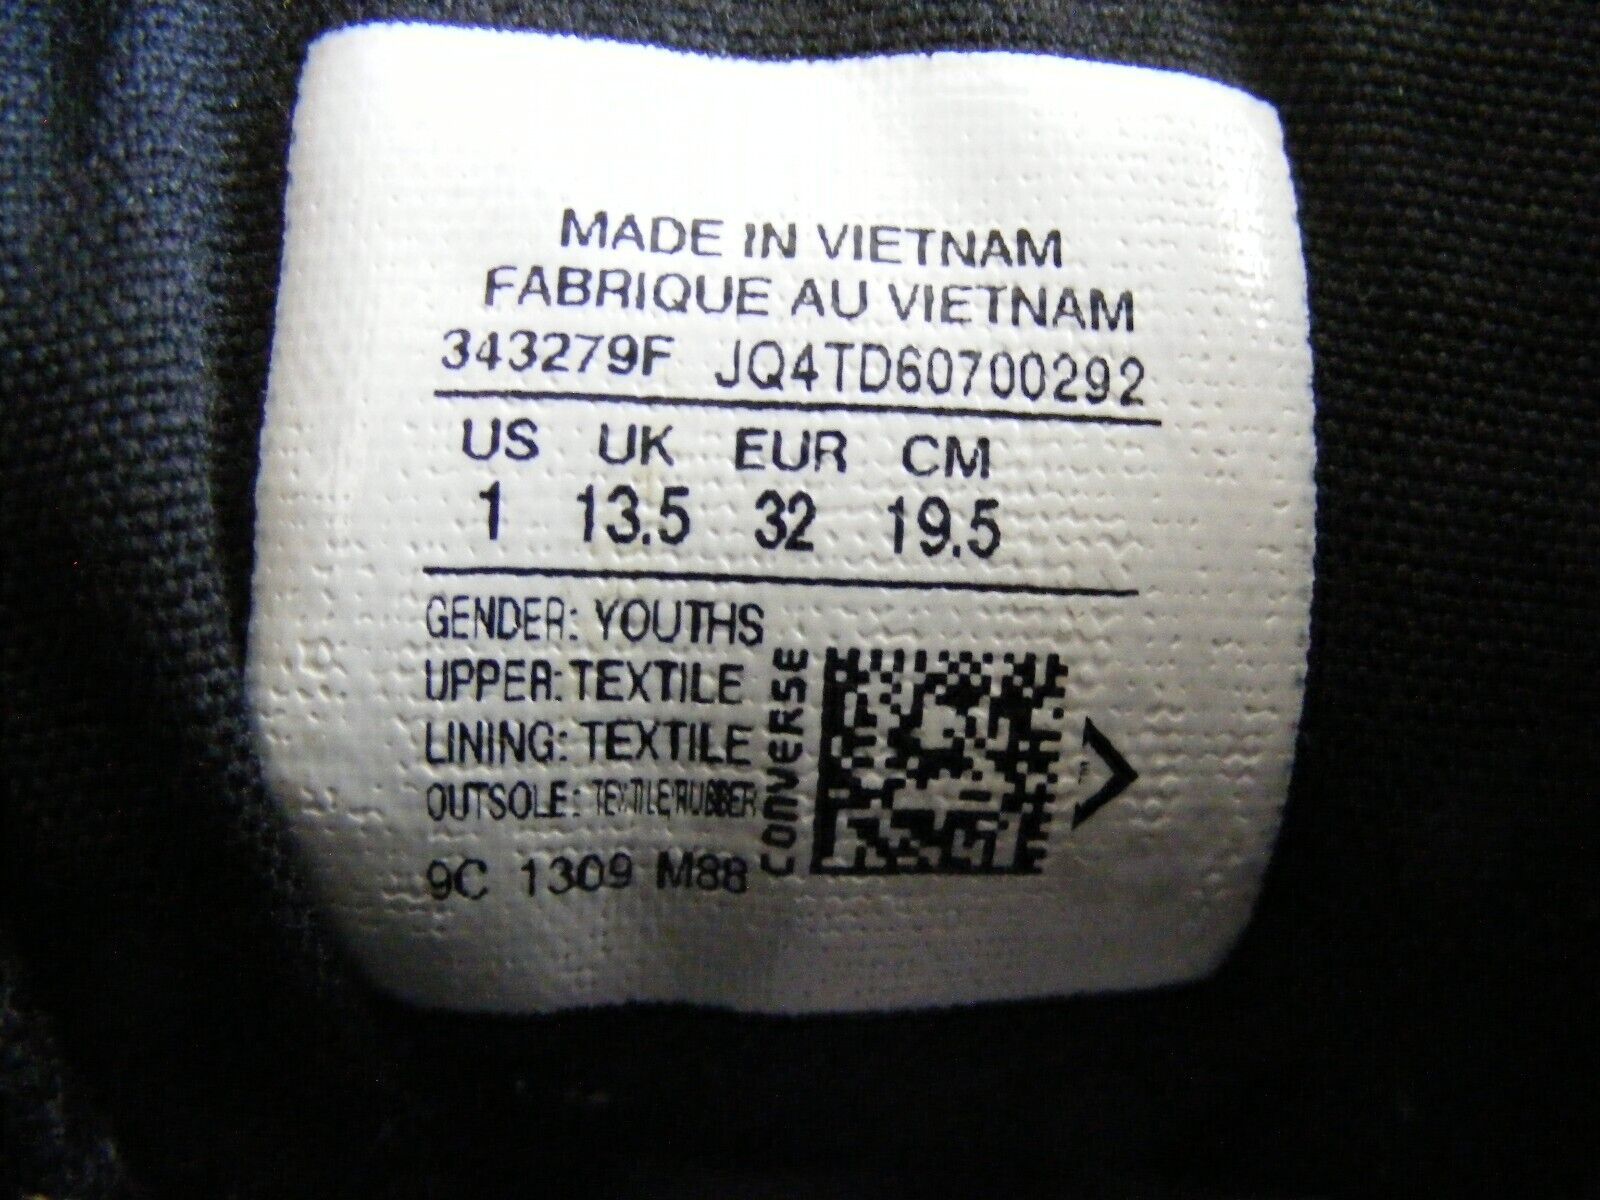 MADE IN VIETNAM
FABRIQUE AU VIETNAM
343279F JQ4TD60700292
US UK EUR CM
1 13.5 32 19.5
GENDER: YOUTHS
UPPER: TEXTILE
LINING: TEXTILE
OUTSOLE: TEXTILE/RUBBER
9C 1309 M88
CONVERSE
F